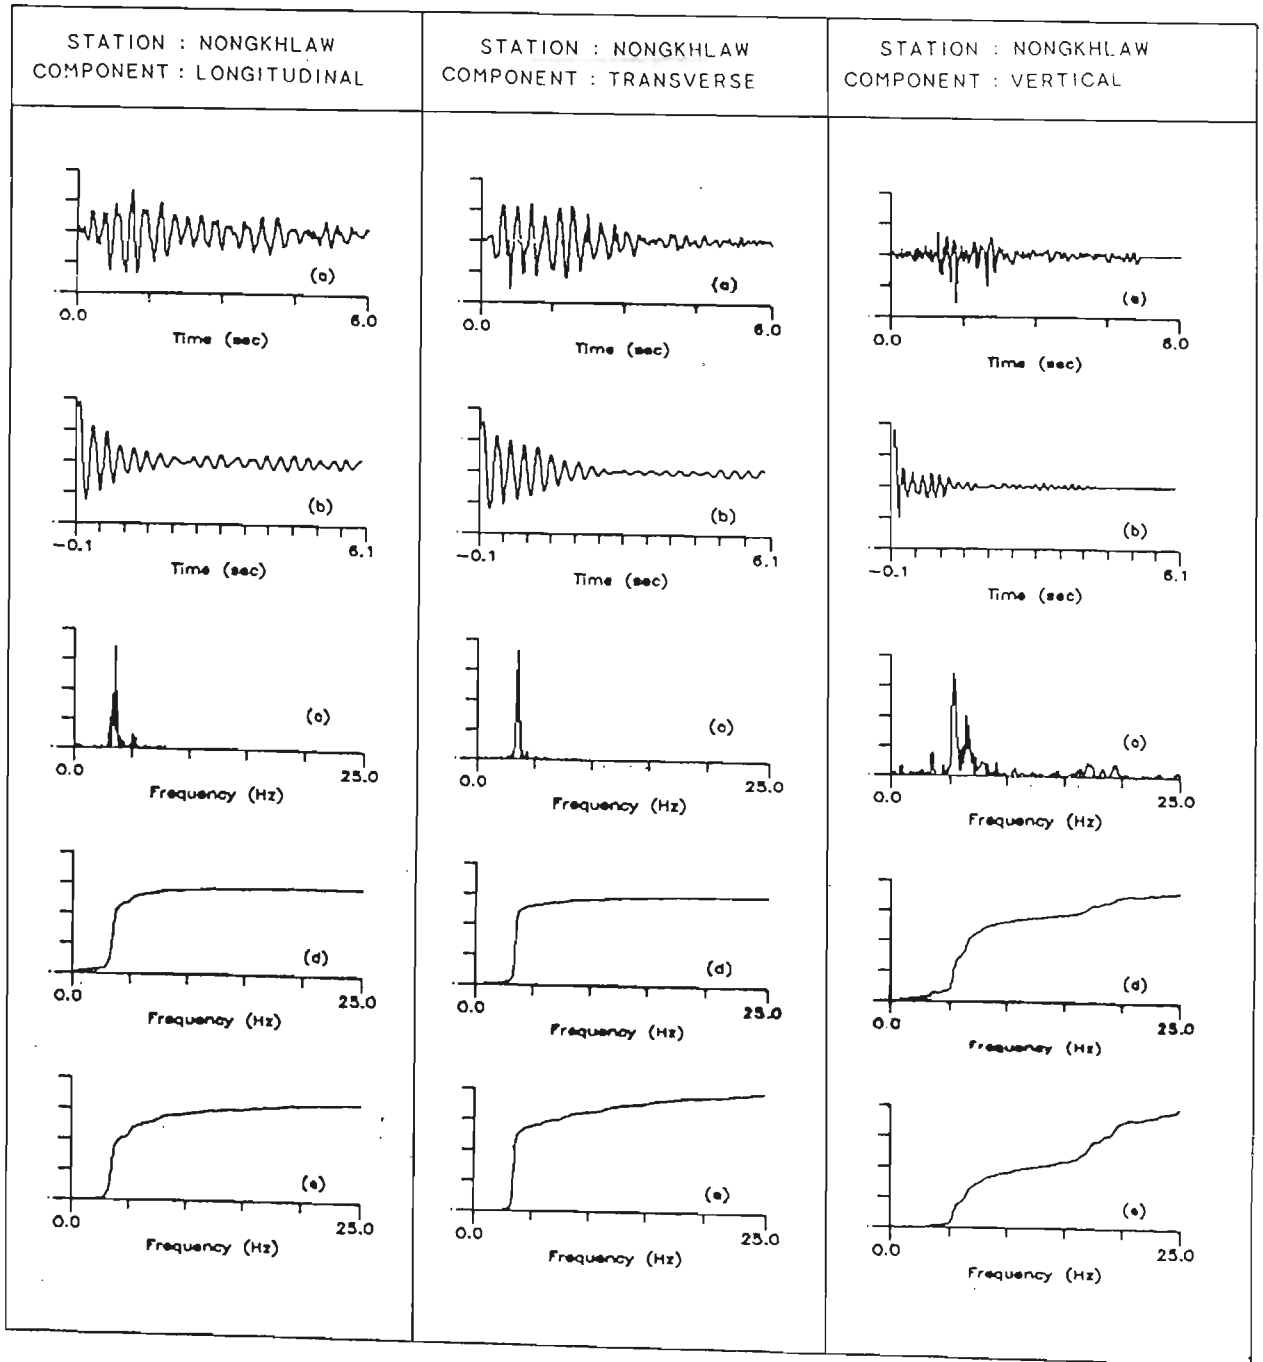 STATION : NONGKHLAW
COMPONENT : LONGITUDINAL
(a)
0.0
6.0
Time (sec)
(b)
-0.1
6.1
Time (sec)
(c)
0.0
25.0
Frequency (Hz)
(d)
0.0
25.0
Frequency (Hz)
(e)
0.0
25.0
Frequency (Hz)
STATION : NONGKHLAW
COMPONENT : TRANSVERSE
(a)
0.0
6.0
Time (sec)
(b)
-0.1
6.1
Time (sec)
(c)
0.0
25.0
Frequency (Hz)
(d)
0.0
25.0
Frequency (Hz)
(e)
0.0
25.0
Frequency (Hz)
STATION : NONGKHLAW
COMPONENT : VERTICAL
(a)
0.0
6.0
Time (sec)
(b)
-0.1
6.1
Time (sec)
(c)
0.0
25.0
Frequency (Hz)
(d)
0.0
25.0
Frequency (Hz)
(e)
0.0
25.0
Frequency (Hz)